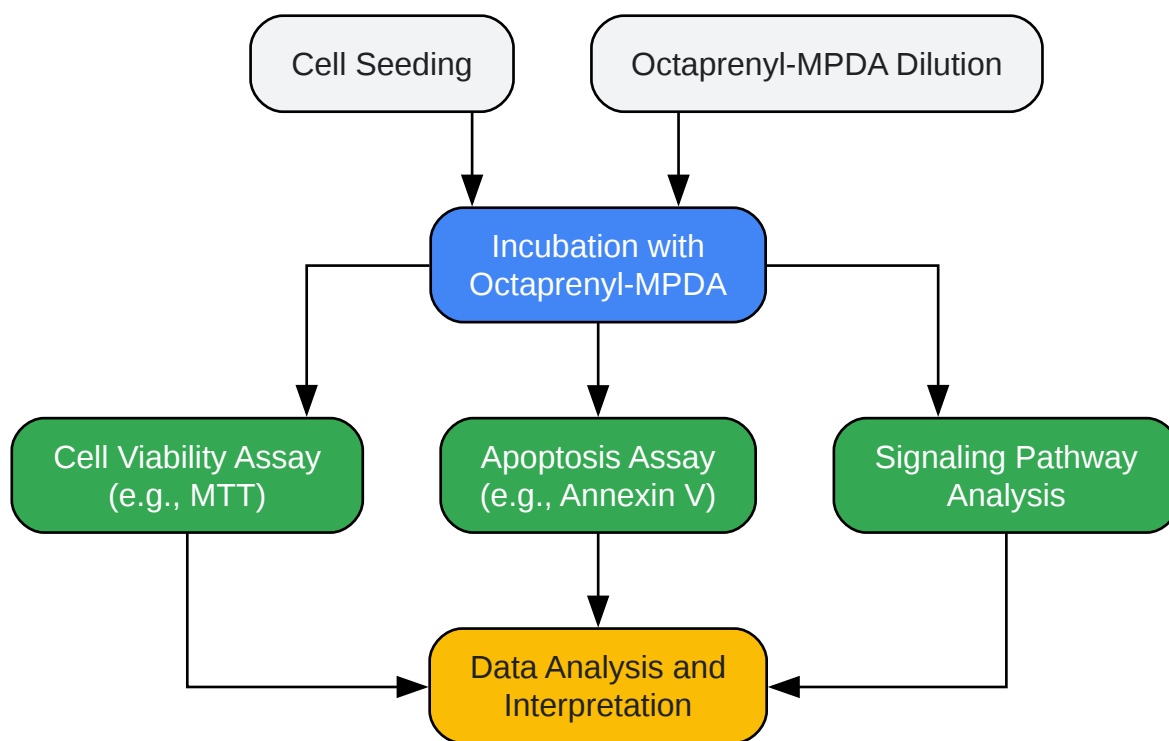 Cell Seeding
Octaprenyl-MPDA Dilution
Incubation with
Octaprenyl-MPDA
Cell Viability Assay
(e.g., MTT)
Apoptosis Assay
(e.g., Annexin V)
Signaling Pathway
Analysis
Data Analysis and
Interpretation